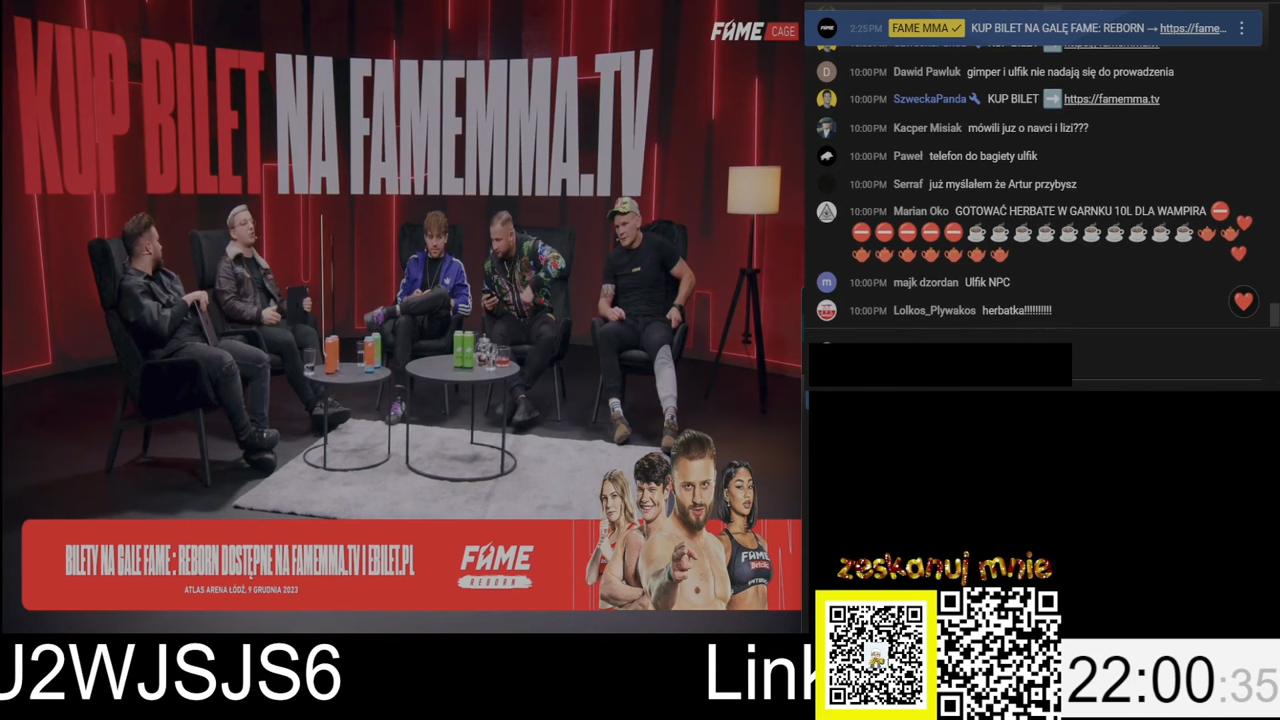 KUP BILET NA FAMEMMA.TV
FAME CAGE
BILETY NA GALE FAME : REBORN DOSTĘPNE NA FAMEMMA.TV I EBILET.PL
ATLAS ARENA ŁÓDŹ, 9 GRUDNIA 2023
FAME
REBORN
FAME
2:25 PM FAME MMA ✓ KUP BILET NA GALĘ FAME: REBORN → https://fame...
D 10:00 PM Dawid Pawluk gimper i ulfik nie nadają się do prowadzenia
10:00 PM SzweckaPanda KUP BILET ➡ https://famemma.tv
10:00 PM Kacper Misiak mówili juz o navci i lizi???
10:00 PM Paweł telefon do bagiety ulfik
10:00 PM Serraf już myślałem że Artur przybysz
10:00 PM Marian Oko GOTOWAĆ HERBATE W GARNKU 10L DLA WAMPIRA
m 10:00 PM majk dzordan Ulfik NPC
10:00 PM Lolkos_Plywakos herbatka!!!!!!!!!!
zeskanuj mnie
J2WJSJS6
Link
22:00:35